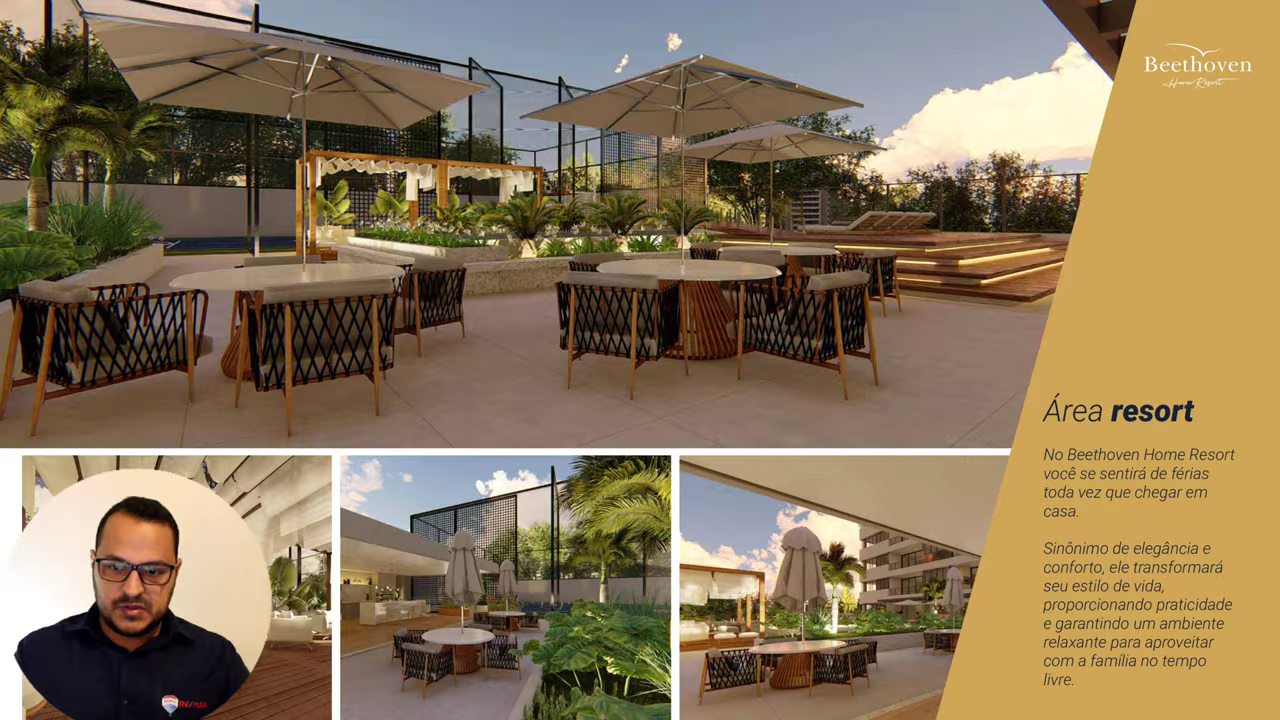 Beethoven
Home Resort
Área resort
No Beethoven Home Resort
você se sentirá de férias
toda vez que chegar em
casa.
Sinônimo de elegância e
conforto, ele transformará
seu estilo de vida,
proporcionando praticidade
e garantindo um ambiente
relaxante para aproveitar
com a família no tempo
livre.
RE/MAX